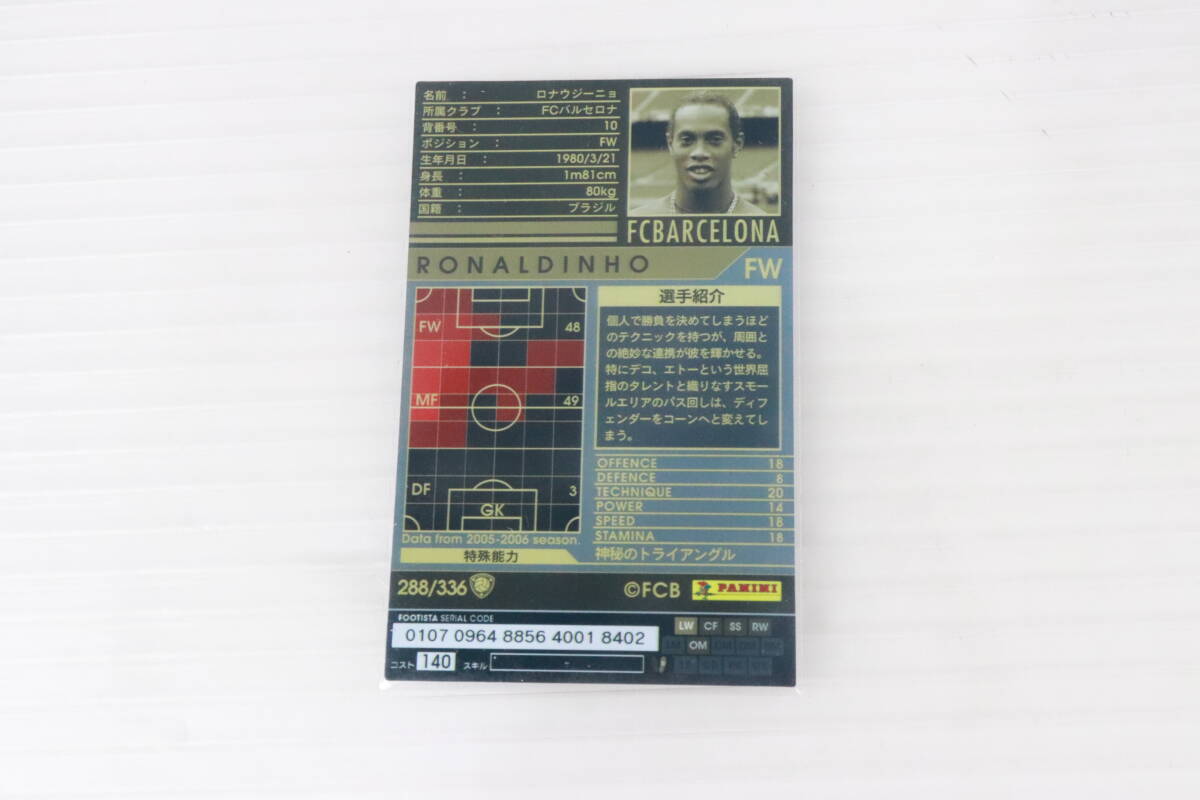 名前 : ロナウジーニョ
所属クラブ : FCバルセロナ
背番号 : 10
ポジション : FW
生年月日 : 1980/3/21
身長 : 1m81cm
体重 : 80kg
国籍 : ブラジル
FCBARCELONA
RONALDINHO
FW
FW 48
MF 49
DF 3
GK
Data from 2005-2006 season.
選手紹介
個人で勝負を決めてしまうほど
のテクニックを持つが、周囲と
の絶妙な連携が彼を輝かせる。
特にデコ、エトーという世界屈
指のタレントと織りなすスモー
ルエリアのパス回しは、ディフ
ェンダーをコーンへと変えてし
まう。
OFFENCE 18
DEFENCE 8
TECHNIQUE 20
POWER 14
SPEED 18
STAMINA 18
特殊能力 神秘のトライアングル
288/336
©FCB PANINI
FOOTISTA SERIAL CODE
0107 0964 8856 4001 8402
LW CF SS RW
OM
コスト 140 スキル -